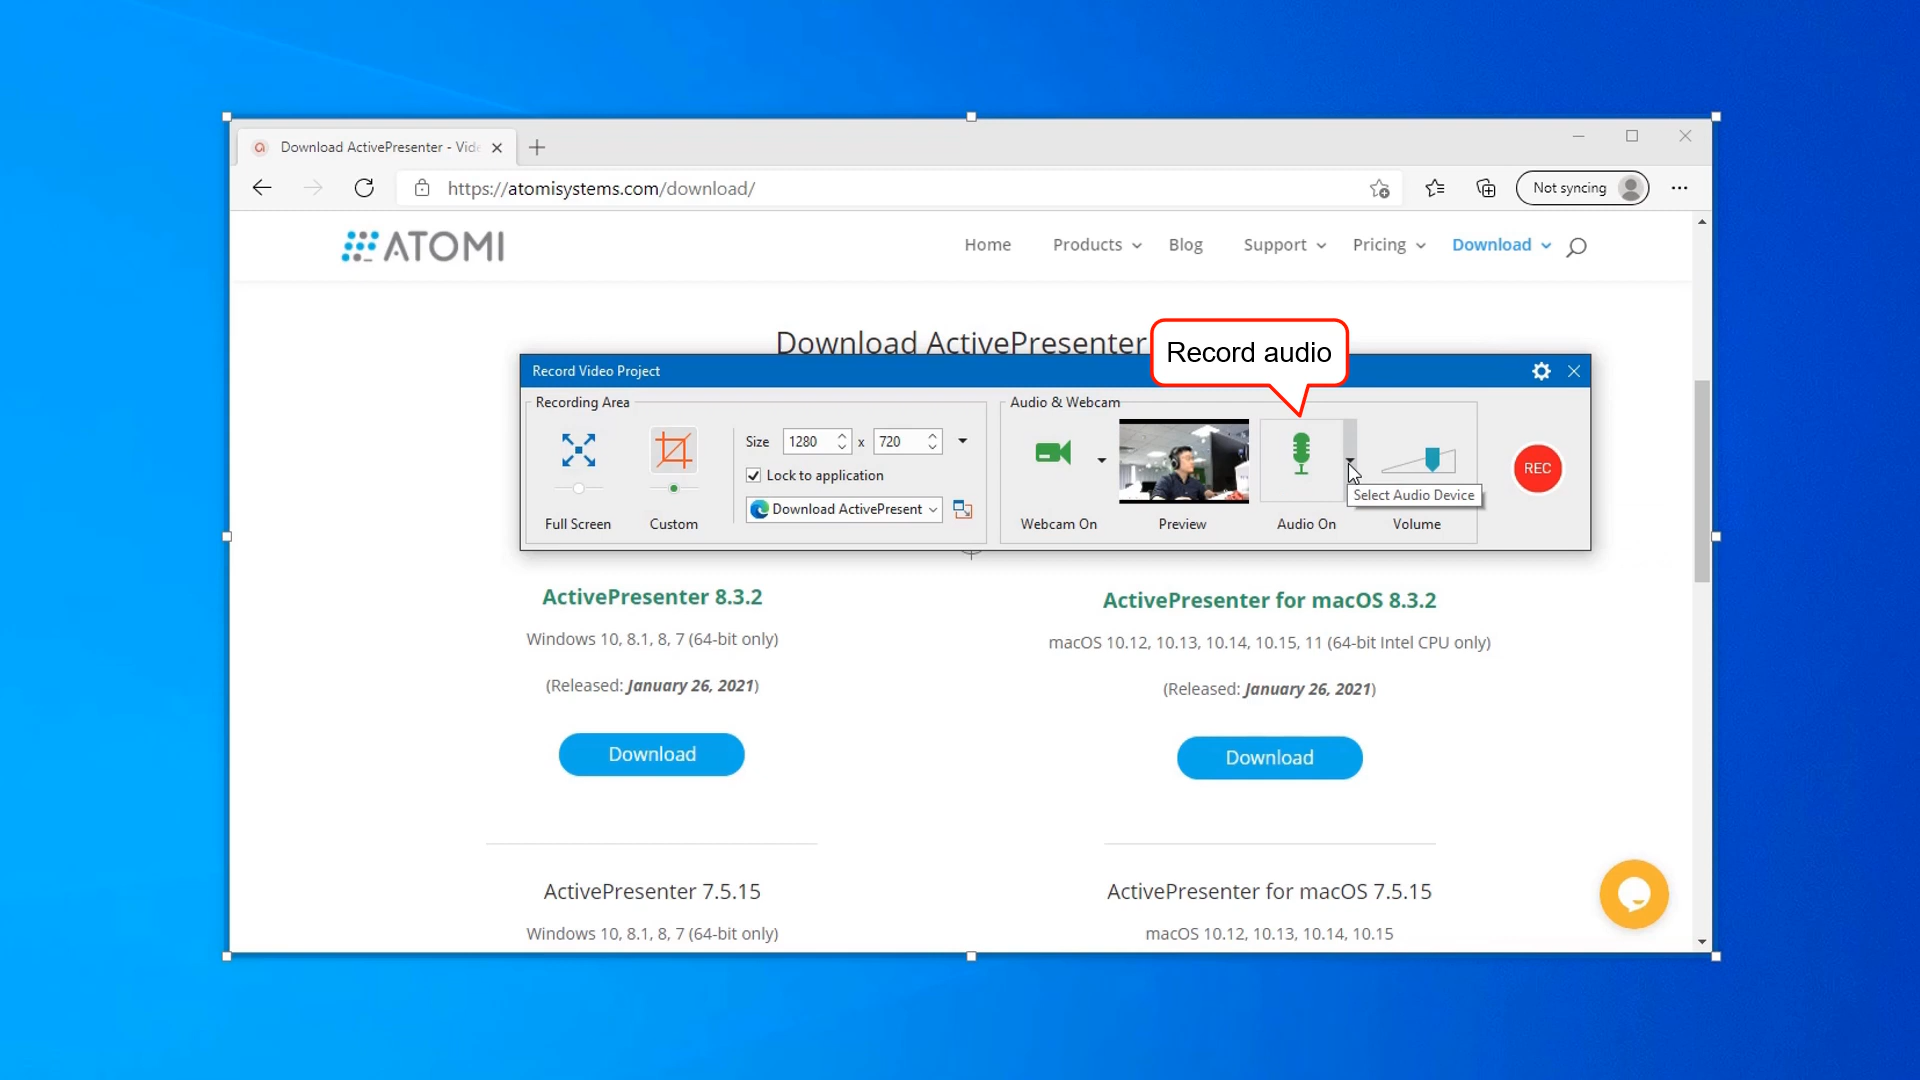 Download ActivePresenter - Vid
https://atomisystems.com/download/
Not syncing
ATOMI
Home
Products
Blog
Support
Pricing
Download
Download ActivePresenter
Record audio
Record Video Project
Recording Area
Size 1280 x 720
Lock to application
Download ActivePresent
Full Screen
Custom
Audio & Webcam
REC
Select Audio Device
Webcam On
Preview
Audio On
Volume
ActivePresenter 8.3.2
Windows 10, 8.1, 8, 7 (64-bit only)
(Released: January 26, 2021)
Download
ActivePresenter for macOS 8.3.2
macOS 10.12, 10.13, 10.14, 10.15, 11 (64-bit Intel CPU only)
(Released: January 26, 2021)
Download
ActivePresenter 7.5.15
Windows 10, 8.1, 8, 7 (64-bit only)
ActivePresenter for macOS 7.5.15
macOS 10.12, 10.13, 10.14, 10.15